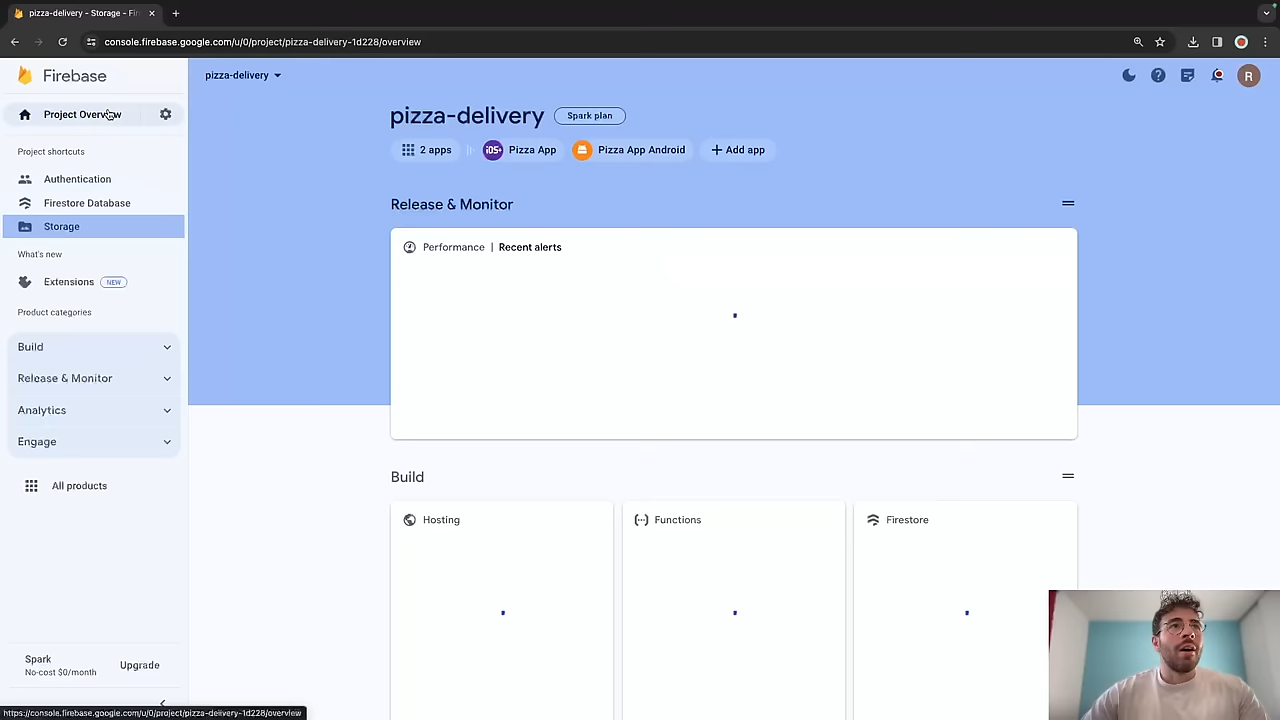 pizza-delivery - Storage - Fir
console.firebase.google.com/u/0/project/pizza-delivery-1d228/overview
Firebase
pizza-delivery
R
Project Overview
pizza-delivery
Spark plan
2 apps
iOS+
Pizza App
Pizza App Android
Add app
Project shortcuts
Authentication
Firestore Database
Storage
What's new
Extensions
NEW
Product categories
Build
Release & Monitor
Analytics
Engage
All products
Release & Monitor
Performance | Recent alerts
Build
Hosting
Functions
Firestore
Spark
No-cost $0/month
Upgrade
https://console.firebase.google.com/u/0/project/pizza-delivery-1d228/overview